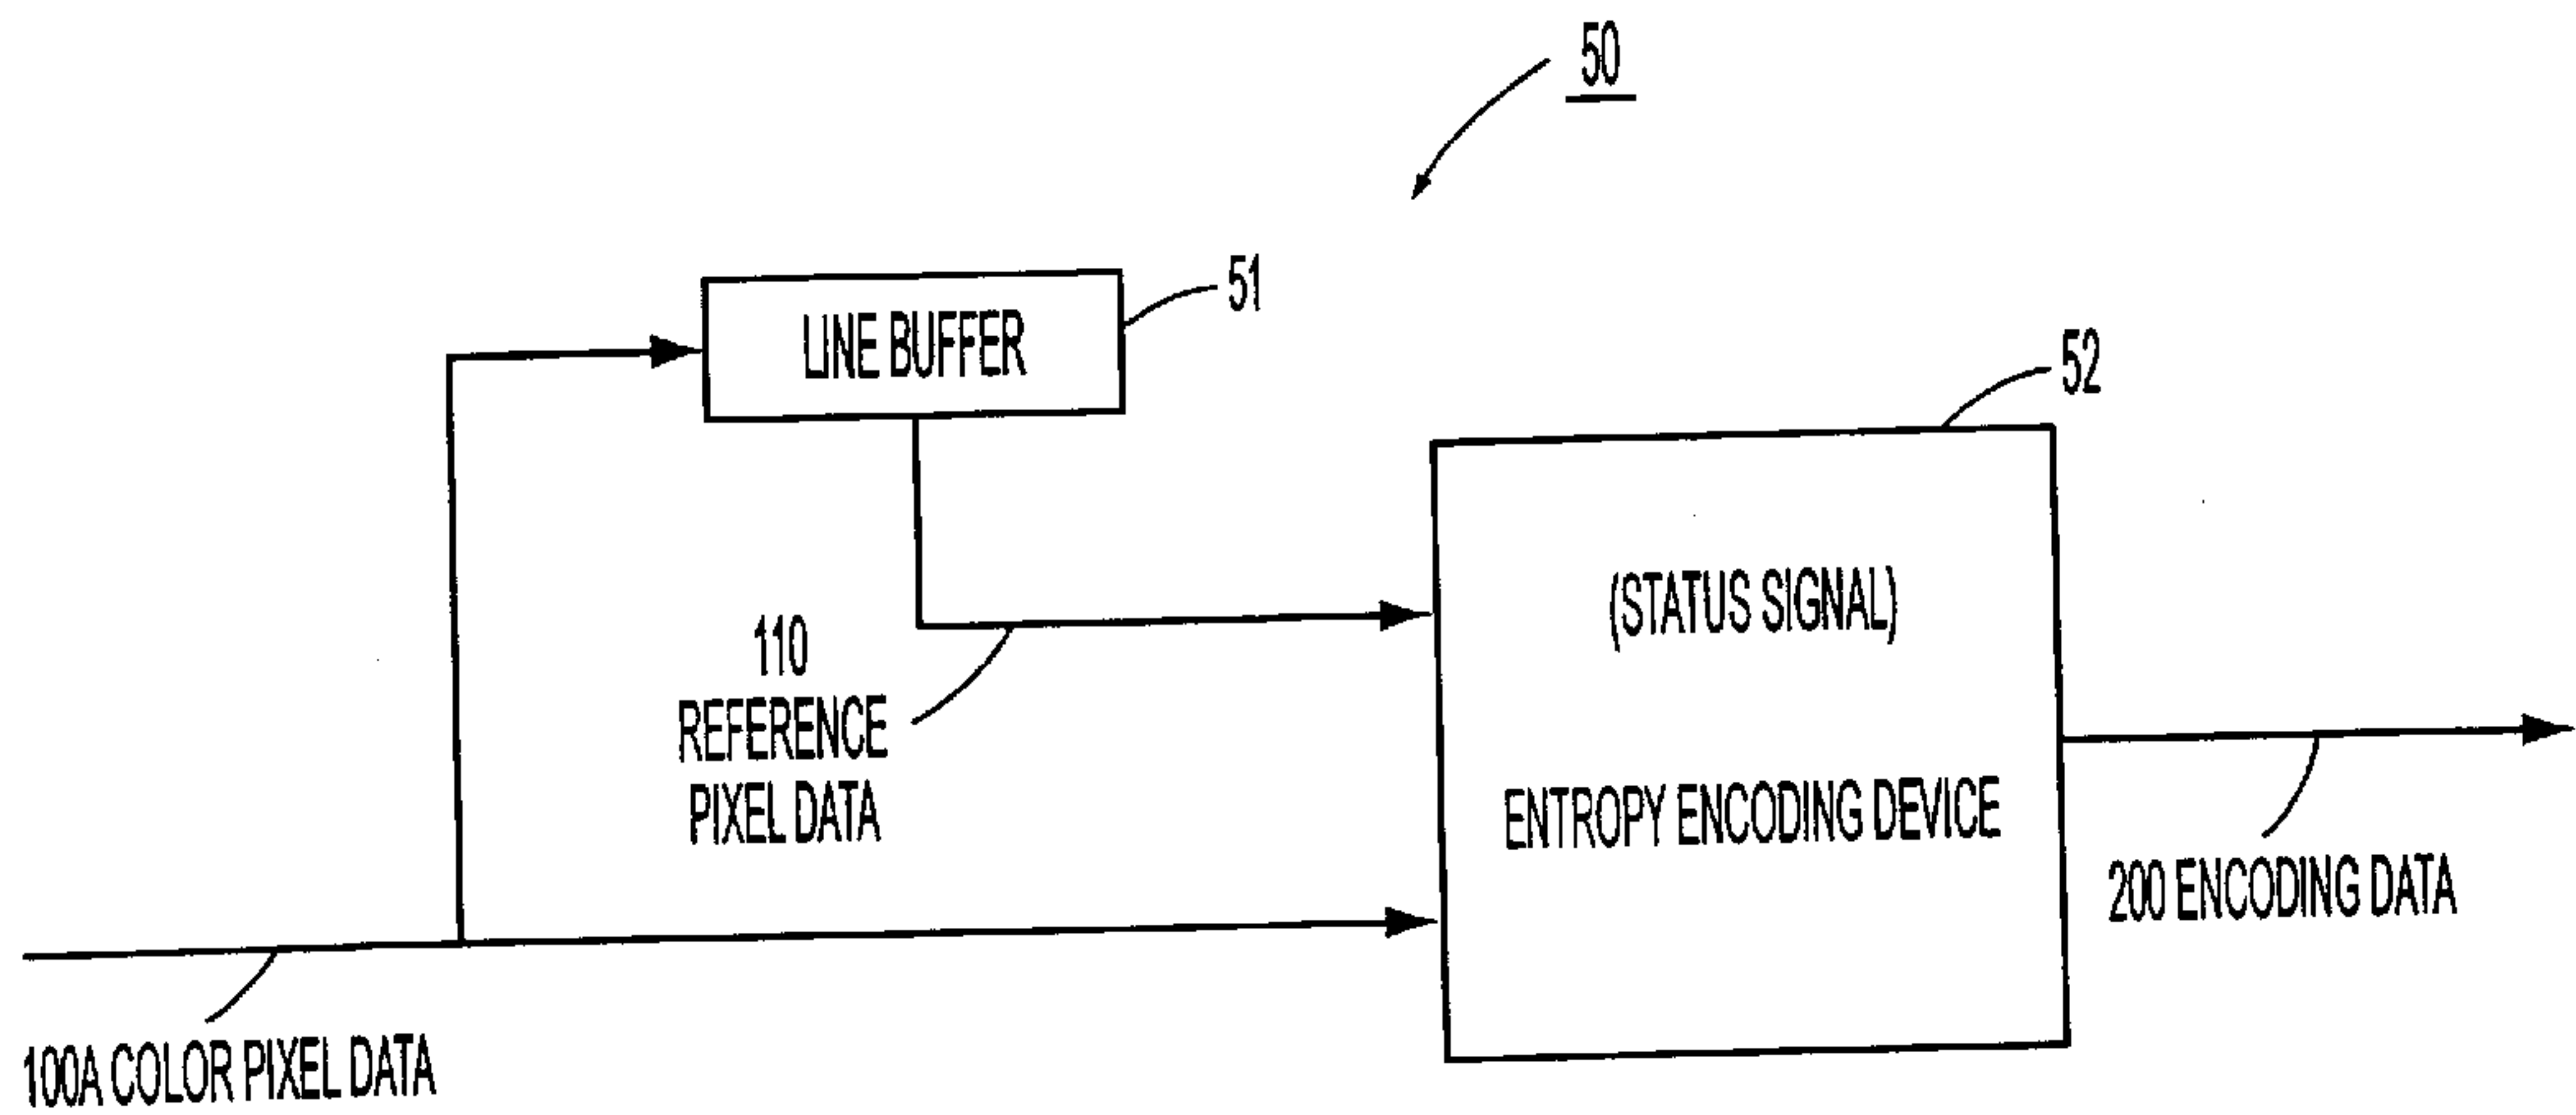 50
LINE BUFFER
51
52
(STATUS SIGNAL)
110
REFERENCE
PIXEL DATA
ENTROPY ENCODING DEVICE
200 ENCODING DATA
100A COLOR PIXEL DATA